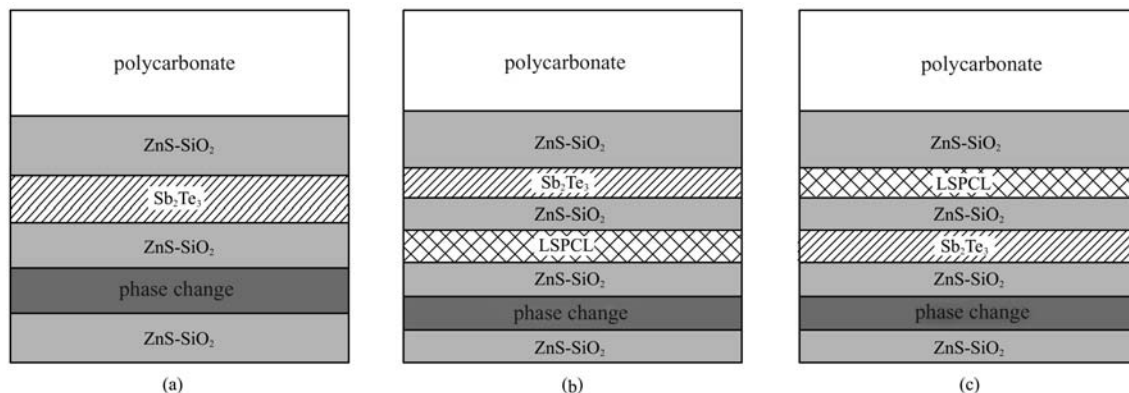 polycarbonate
ZnS-SiO₂
Sb₂Te₃
ZnS-SiO₂
phase change
ZnS-SiO₂
(a)
polycarbonate
ZnS-SiO₂
Sb₂Te₃
ZnS-SiO₂
LSPCL
ZnS-SiO₂
phase change
ZnS-SiO₂
(b)
polycarbonate
ZnS-SiO₂
LSPCL
ZnS-SiO₂
Sb₂Te₃
ZnS-SiO₂
phase change
ZnS-SiO₂
(c)